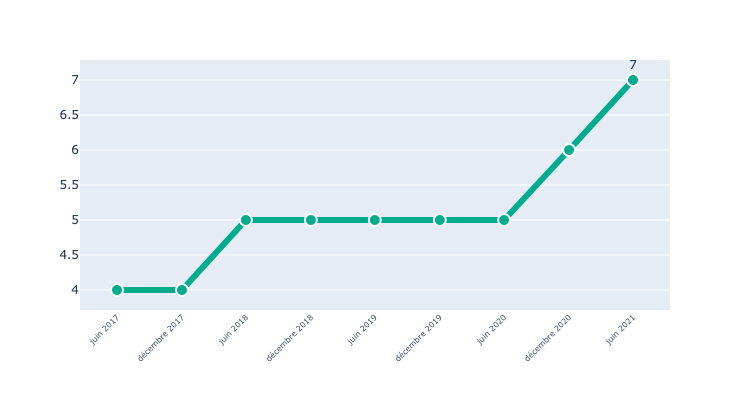 7
7
6.5
6
5.5
5
4.5
4
juin 2017
décembre 2017
juin 2018
décembre 2018
juin 2019
décembre 2019
juin 2020
décembre 2020
juin 2021